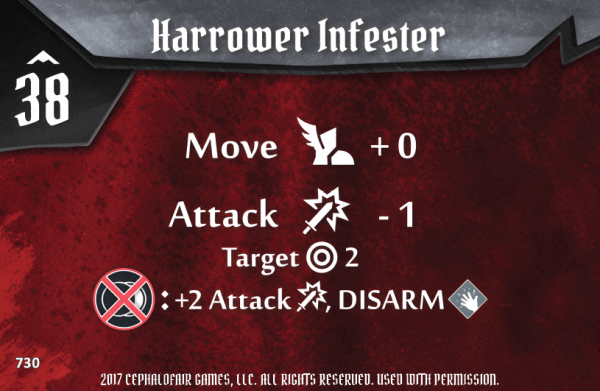 Harrower Infester
38
Move + 0
Attack - 1
Target 2
: +2 Attack , DISARM
730
2017 CEPHALOFAIR GAMES, LLC. ALL RIGHTS RESERVED. USED WITH PERMISSION.